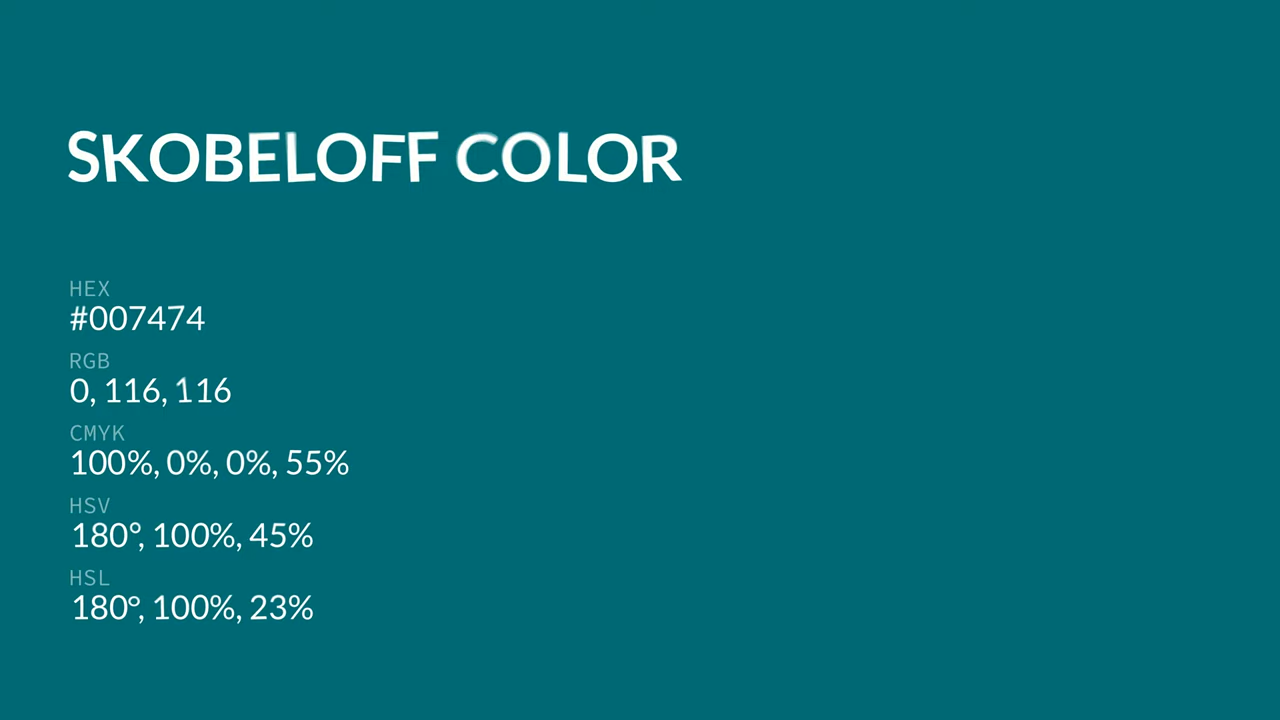 SKOBELOFF COLOR
HEX
#007474
RGB
0, 116, 116
CMYK
100%, 0%, 0%, 55%
HSV
180°, 100%, 45%
HSL
180°, 100%, 23%